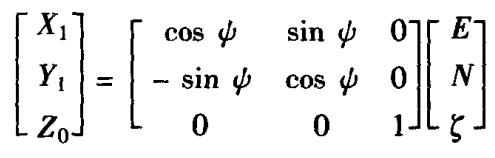 X₁ cos ψ sin ψ 0 E
Y₁ = − sin ψ cos ψ 0 N
Z₀ 0 0 1 ζ